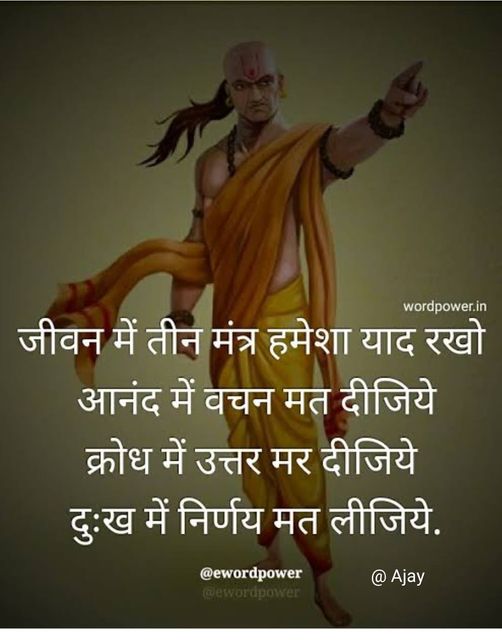 wordpower.in
जीवन में तीन मंत्र हमेशा याद रखो
आनंद में वचन मत दीजिये
क्रोध में उत्तर मर दीजिये
दुःख में निर्णय मत लीजिये.
@ewordpower
@ Ajay
@ewordpower